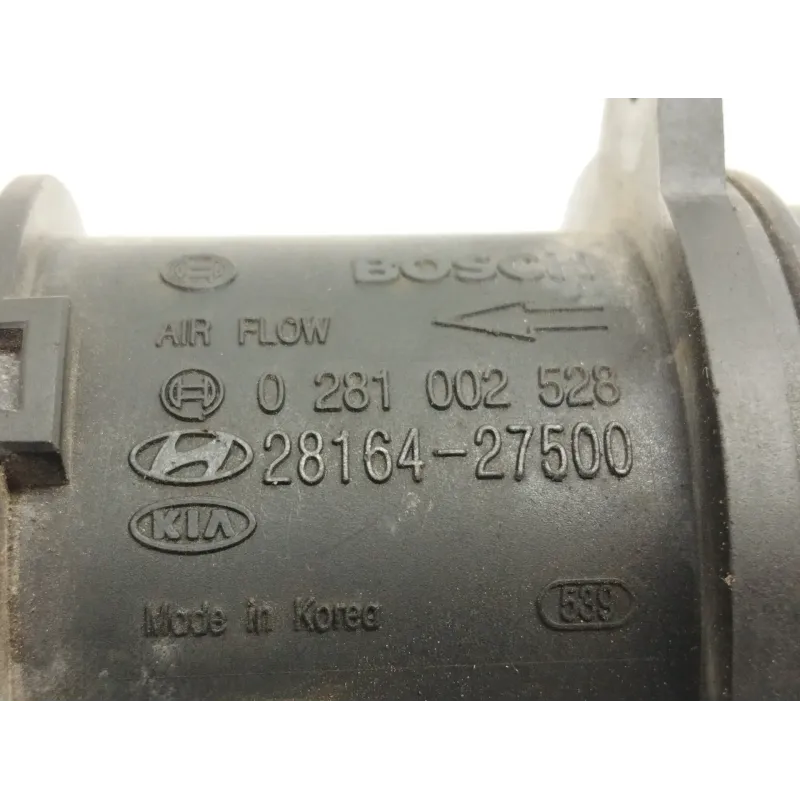 BOSCH
AIR FLOW
0 281 002 528
28164-27500
KIA
Made in Korea
539